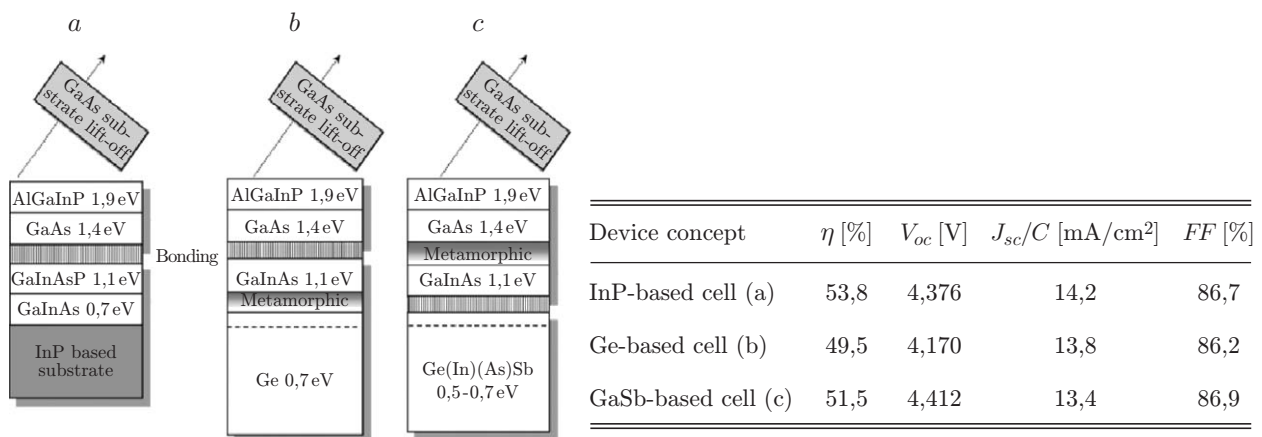 a
GaAs sub-
strate lift-off
AlGaInP 1,9 eV
GaAs 1,4 eV
GaInAsP 1,1 eV
GaInAs 0,7 eV
InP based
substrate
Bonding
b
GaAs sub-
strate lift-off
AlGaInP 1,9 eV
GaAs 1,4 eV
GaInAs 1,1 eV
Metamorphic
Ge 0,7 eV
c
GaAs sub-
strate lift-off
AlGaInP 1,9 eV
GaAs 1,4 eV
Metamorphic
GaInAs 1,1 eV
Ge(In)(As)Sb
0,5-0,7 eV
Device concept η [%] Voc [V] Jsc/C [mA/cm²] FF [%]
InP-based cell (a) 53,8 4,376 14,2 86,7
Ge-based cell (b) 49,5 4,170 13,8 86,2
GaSb-based cell (c) 51,5 4,412 13,4 86,9